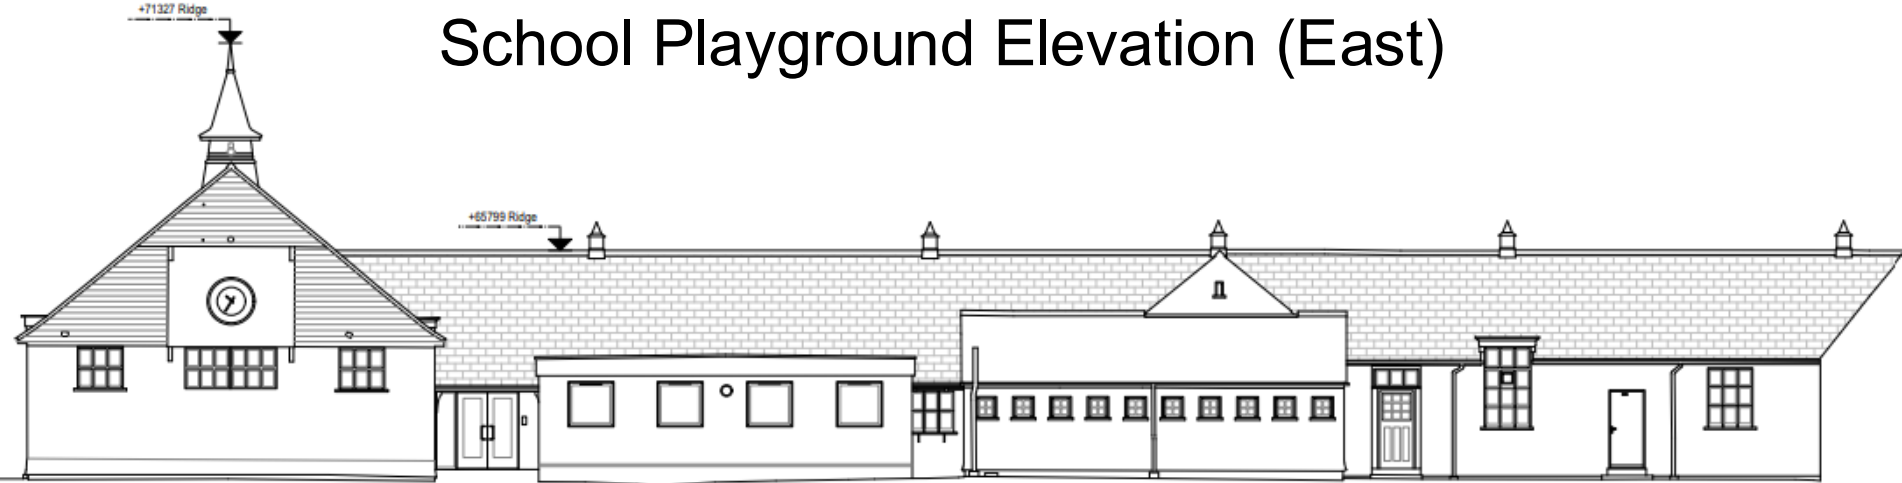 +71327 Ridge
School Playground Elevation (East)
+65799 Ridge